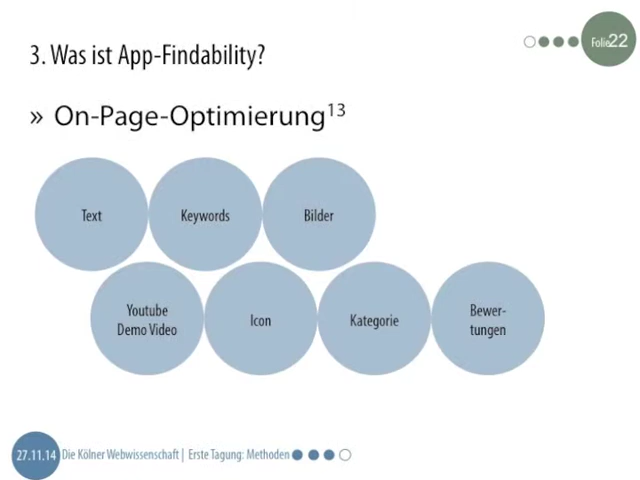 3. Was ist App-Findability?
Folie22
» On-Page-Optimierung13
Text
Keywords
Bilder
Youtube
Demo Video
Icon
Kategorie
Bewer-
tungen
27.11.14 Die Kölner Webwissenschaft | Erste Tagung: Methoden